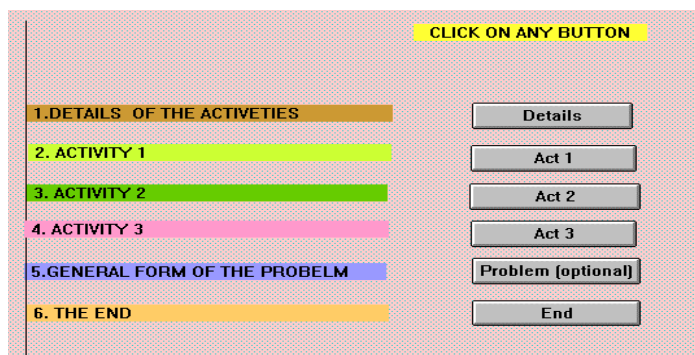 CLICK ON ANY BUTTON
1.DETAILS OF THE ACTIVETIES
Details
2. ACTIVITY 1
Act 1
3. ACTIVITY 2
Act 2
4. ACTIVITY 3
Act 3
5.GENERAL FORM OF THE PROBELM
Problem (optional)
6. THE END
End